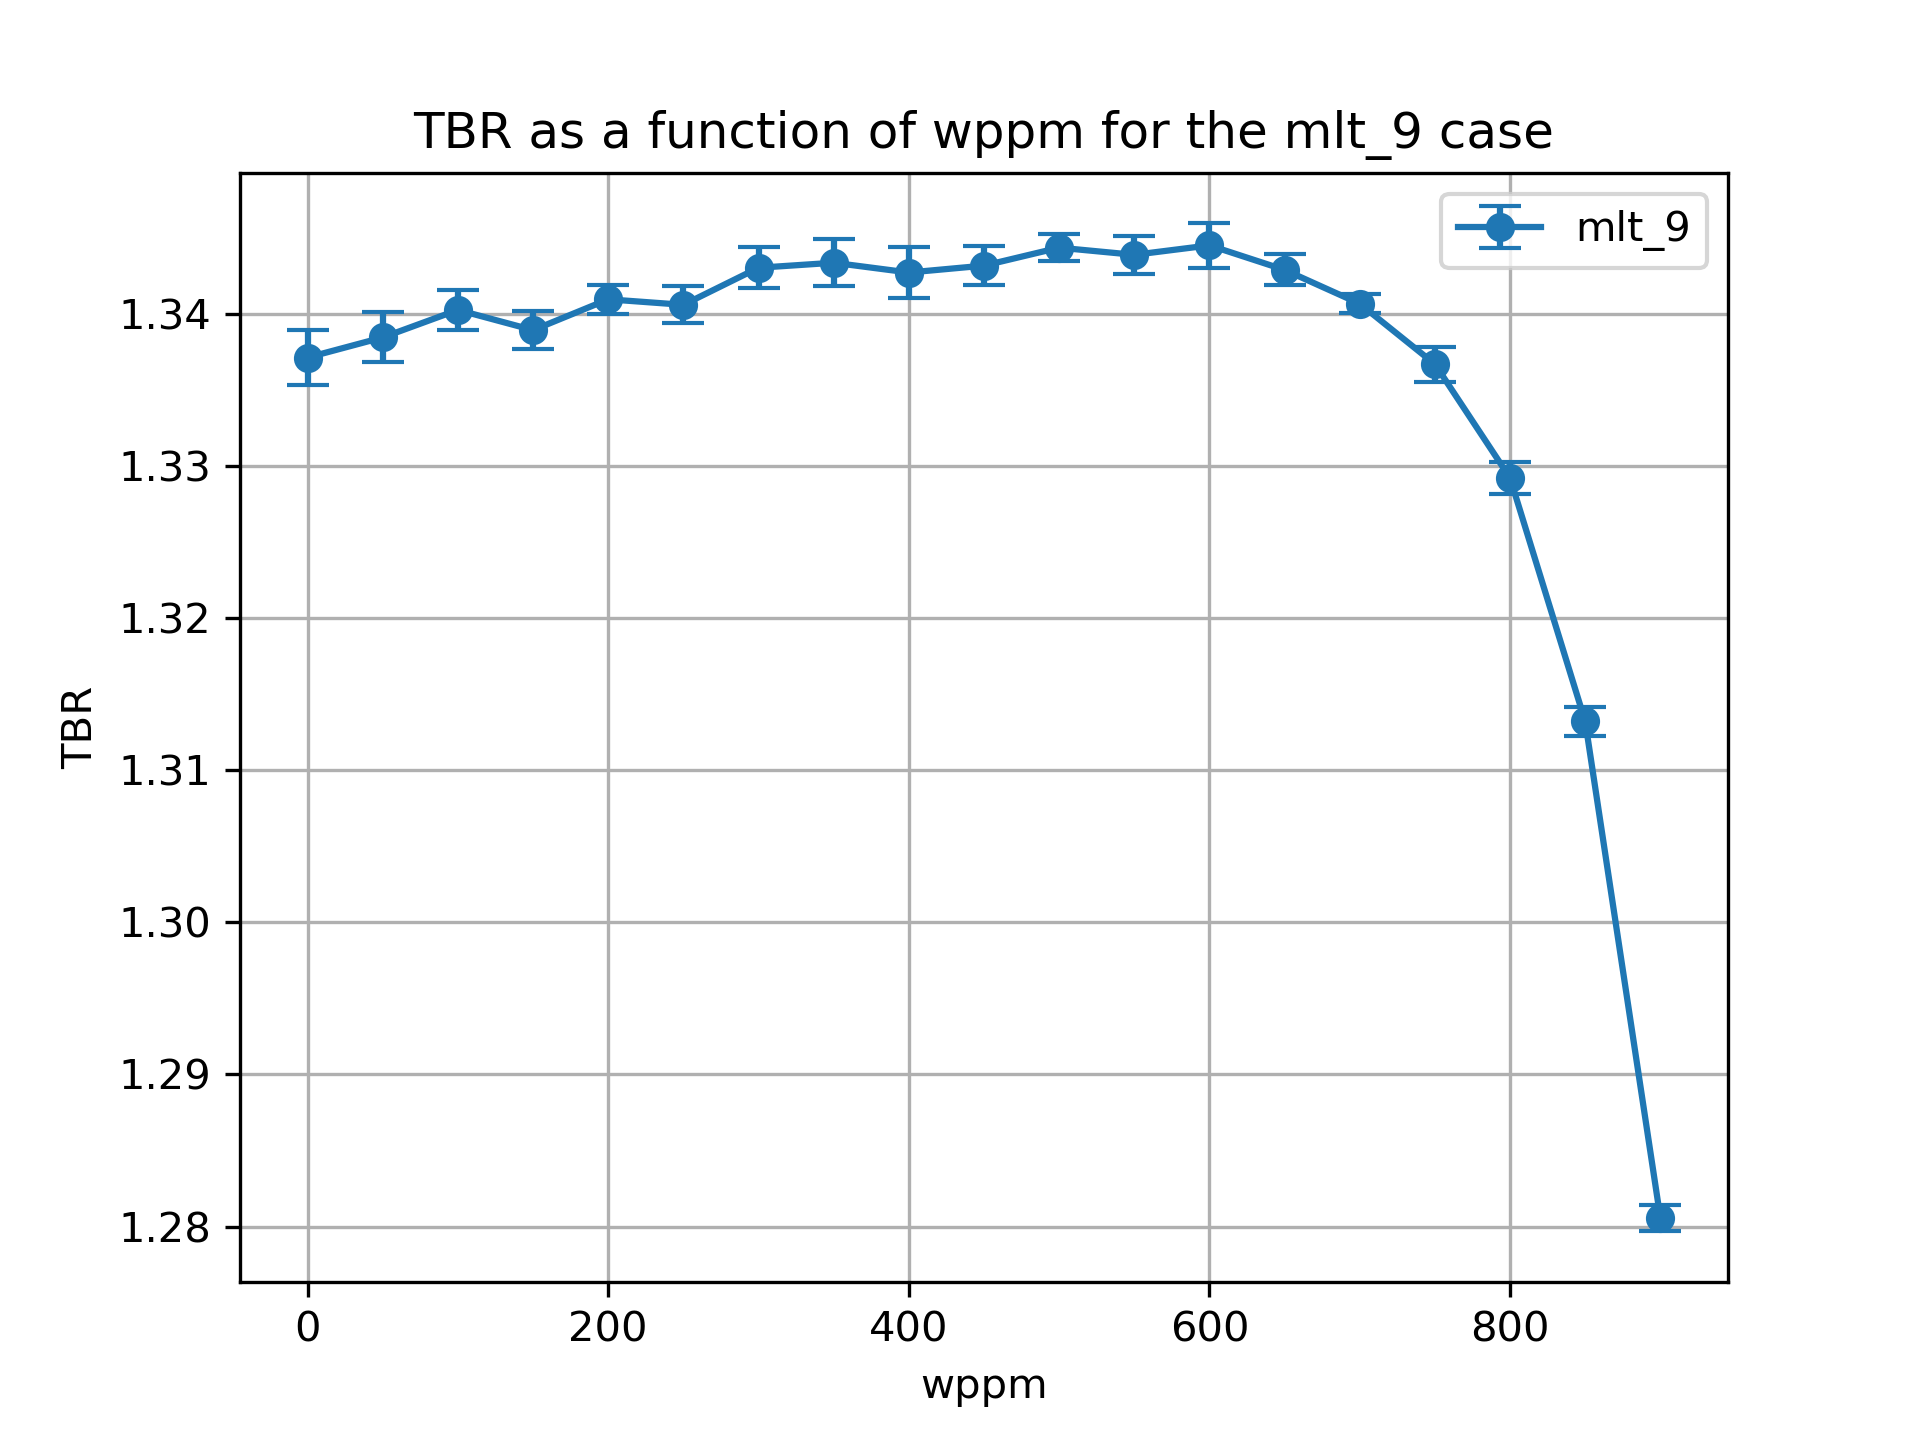 TBR as a function of wppm for the mlt_9 case
mlt_9
1.34
1.33
1.32
1.31
1.30
1.29
1.28
TBR
0 200 400 600 800
wppm